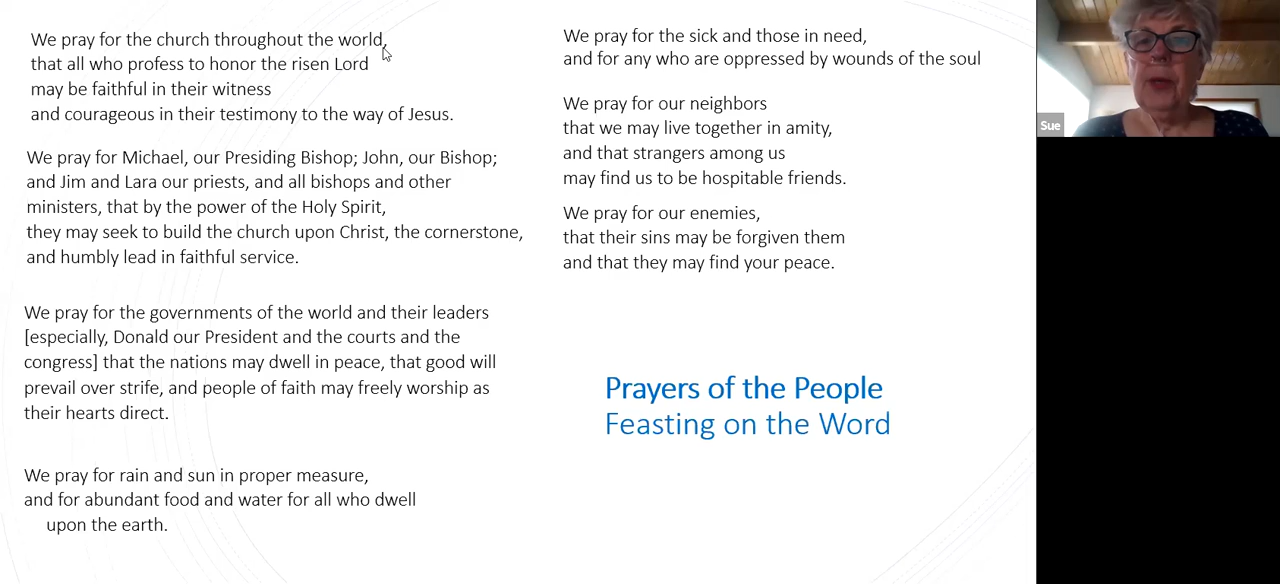 We pray for the church throughout the world,
that all who profess to honor the risen Lord
may be faithful in their witness
and courageous in their testimony to the way of Jesus.
We pray for Michael, our Presiding Bishop; John, our Bishop;
and Jim and Lara our priests, and all bishops and other
ministers, that by the power of the Holy Spirit,
they may seek to build the church upon Christ, the cornerstone,
and humbly lead in faithful service.
We pray for the governments of the world and their leaders
[especially, Donald our President and the courts and the
congress] that the nations may dwell in peace, that good will
prevail over strife, and people of faith may freely worship as
their hearts direct.
We pray for rain and sun in proper measure,
and for abundant food and water for all who dwell
upon the earth.
We pray for the sick and those in need,
and for any who are oppressed by wounds of the soul
We pray for our neighbors
that we may live together in amity,
and that strangers among us
may find us to be hospitable friends.
We pray for our enemies,
that their sins may be forgiven them
and that they may find your peace.
Prayers of the People
Feasting on the Word
Sue